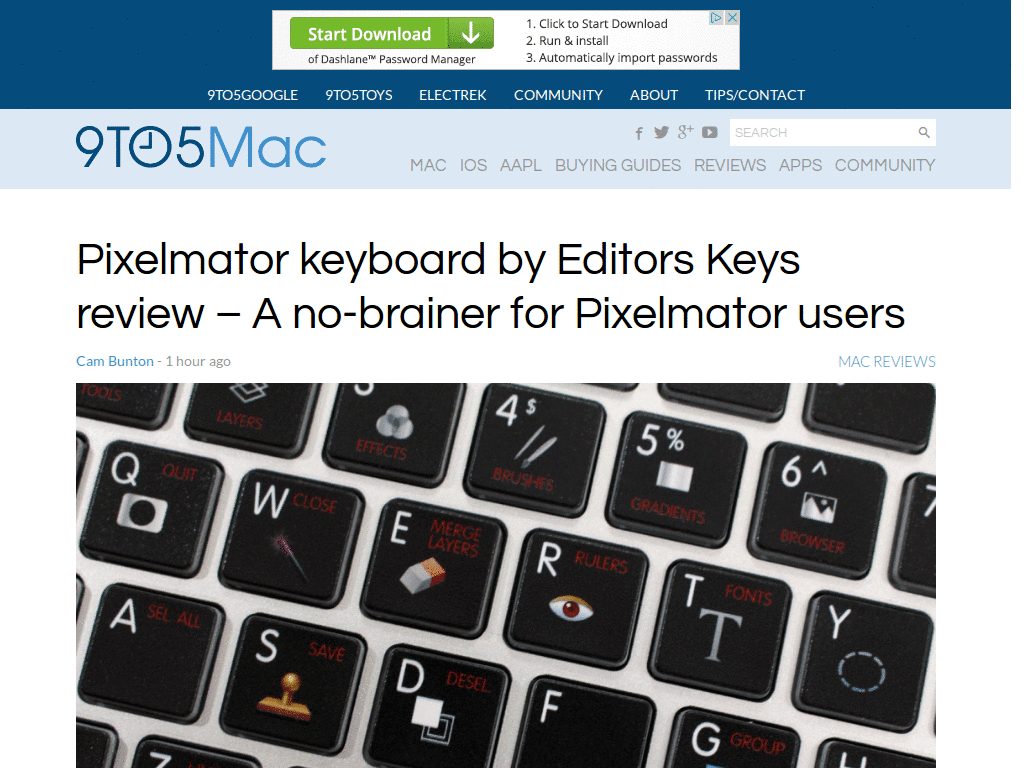 Start Download
of Dashlane™ Password Manager
1. Click to Start Download
2. Run & install
3. Automatically import passwords
9TO5GOOGLE 9TO5TOYS ELECTREK COMMUNITY ABOUT TIPS/CONTACT
9TO5Mac
SEARCH
MAC IOS AAPL BUYING GUIDES REVIEWS APPS COMMUNITY
Pixelmator keyboard by Editors Keys
review – A no-brainer for Pixelmator users
Cam Bunton - 1 hour ago
MAC REVIEWS
TOOLS
LAYERS
EFFECTS
4 $
BRUSHES
5 %
GRADIENTS
6 ^
BROWSER
7
Q QUIT
W CLOSE
E MERGE
LAYERS
R RULERS
T FONTS
T
Y
A SEL ALL
S SAVE
D DESEL
F
G GROUP
H
Z